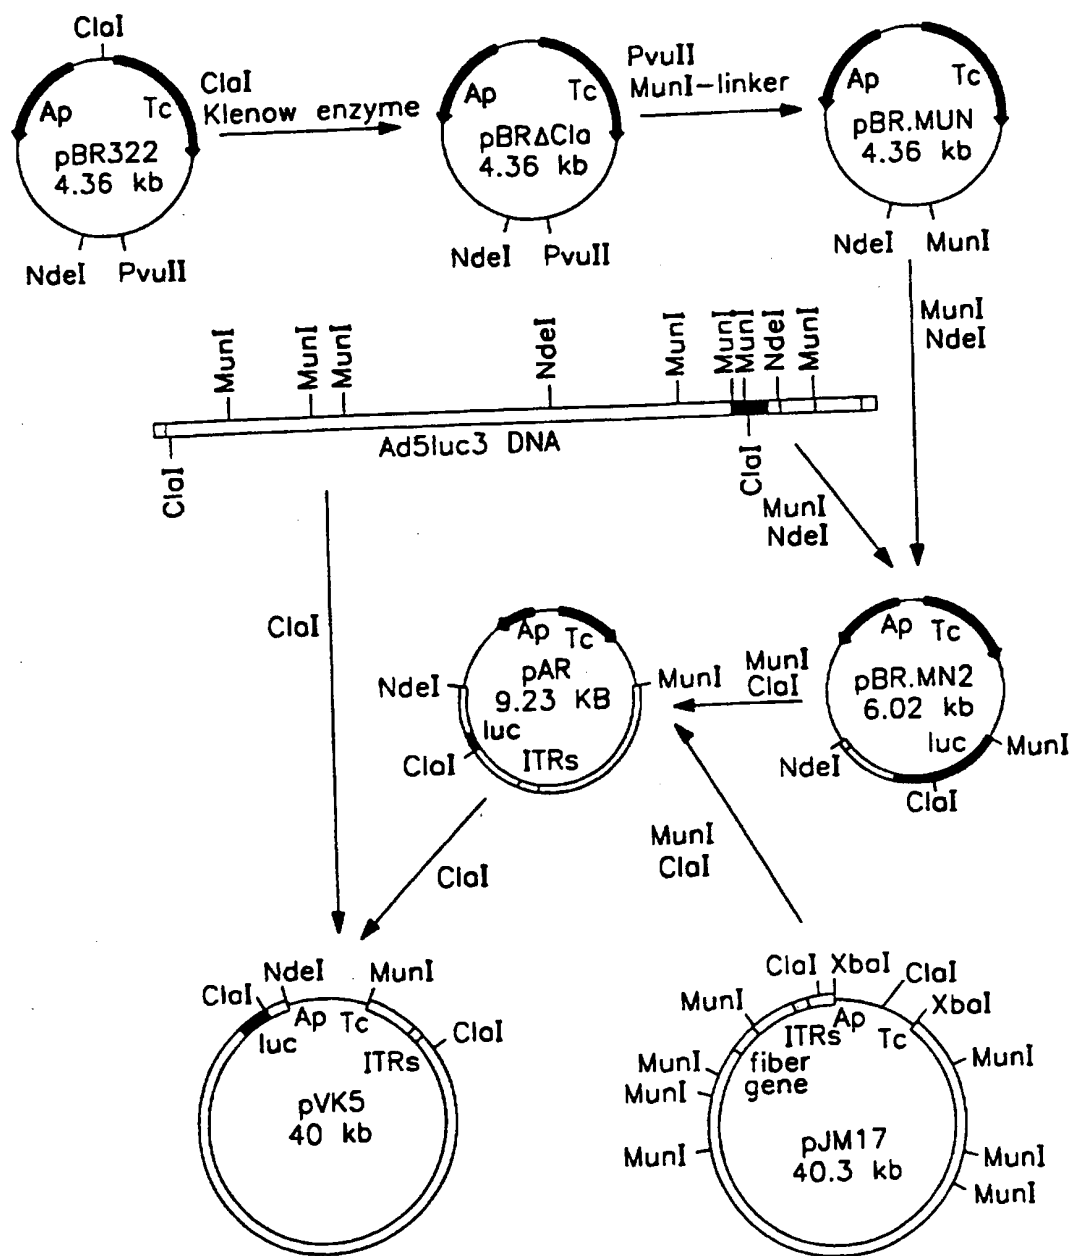 ClaI
Ap Tc
pBR322
4.36 kb
NdeI PvuII
ClaI
Klenow enzyme
Ap Tc
pBRΔCla
4.36 kb
NdeI PvuII
PvuII
MunI-linker
Ap Tc
pBR.MUN
4.36 kb
NdeI MunI
MunI
NdeI
MunI
MunI
MunI
NdeI
MunI
MunI
MunI
NdeI
MunI
Ad5luc3 DNA
ClaI
ClaI
MunI
NdeI
ClaI
Ap Tc
pAR
9.23 KB
NdeI
MunI
luc
ClaI
ITRs
MunI
ClaI
Ap Tc
pBR.MN2
6.02 kb
luc
MunI
NdeI
ClaI
ClaI
MunI
ClaI
ClaI
NdeI
MunI
Ap Tc
luc
ClaI
ITRs
pVK5
40 kb
ClaI
XbaI
ClaI
XbaI
MunI
ITRs
Ap
Tc
MunI
fiber
gene
MunI
MunI
MunI
pJM17
40.3 kb
MunI
MunI